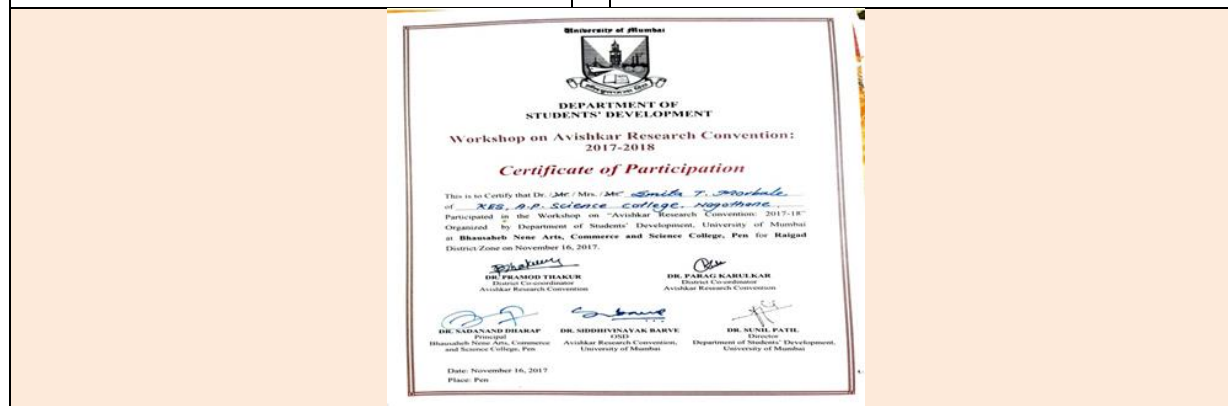 University of Mumbai
DEPARTMENT OF
STUDENTS' DEVELOPMENT
Workshop on Avishkar Research Convention:
2017-2018
Certificate of Participation
This is to Certify that Dr. / Mr. / Mrs. / Ms. Smita T. Morbale
of KES, A.P. Science college. Nagothane.
Participated in the Workshop on "Avishkar Research Convention: 2017-18"
Organized by Department of Students' Development, University of Mumbai
at Bhausaheb Nene Arts, Commerce and Science College, Pen for Raigad
District Zone on November 16, 2017.
DR. PRAMOD THAKUR
District Co-coordinator
Avishkar Research Convention
DR. PARAG KARULKAR
District Co-ordinator
Avishkar Research Convention
DR. SADANAND DHARAP
Principal
Bhausaheb Nene Arts, Commerce
and Science College, Pen
DR. SIDDHIVINAYAK BARVE
OSD
Avishkar Research Convention,
University of Mumbai
DR. SUNIL PATIL
Director
Department of Students' Development,
University of Mumbai
Date: November 16, 2017
Place: Pen